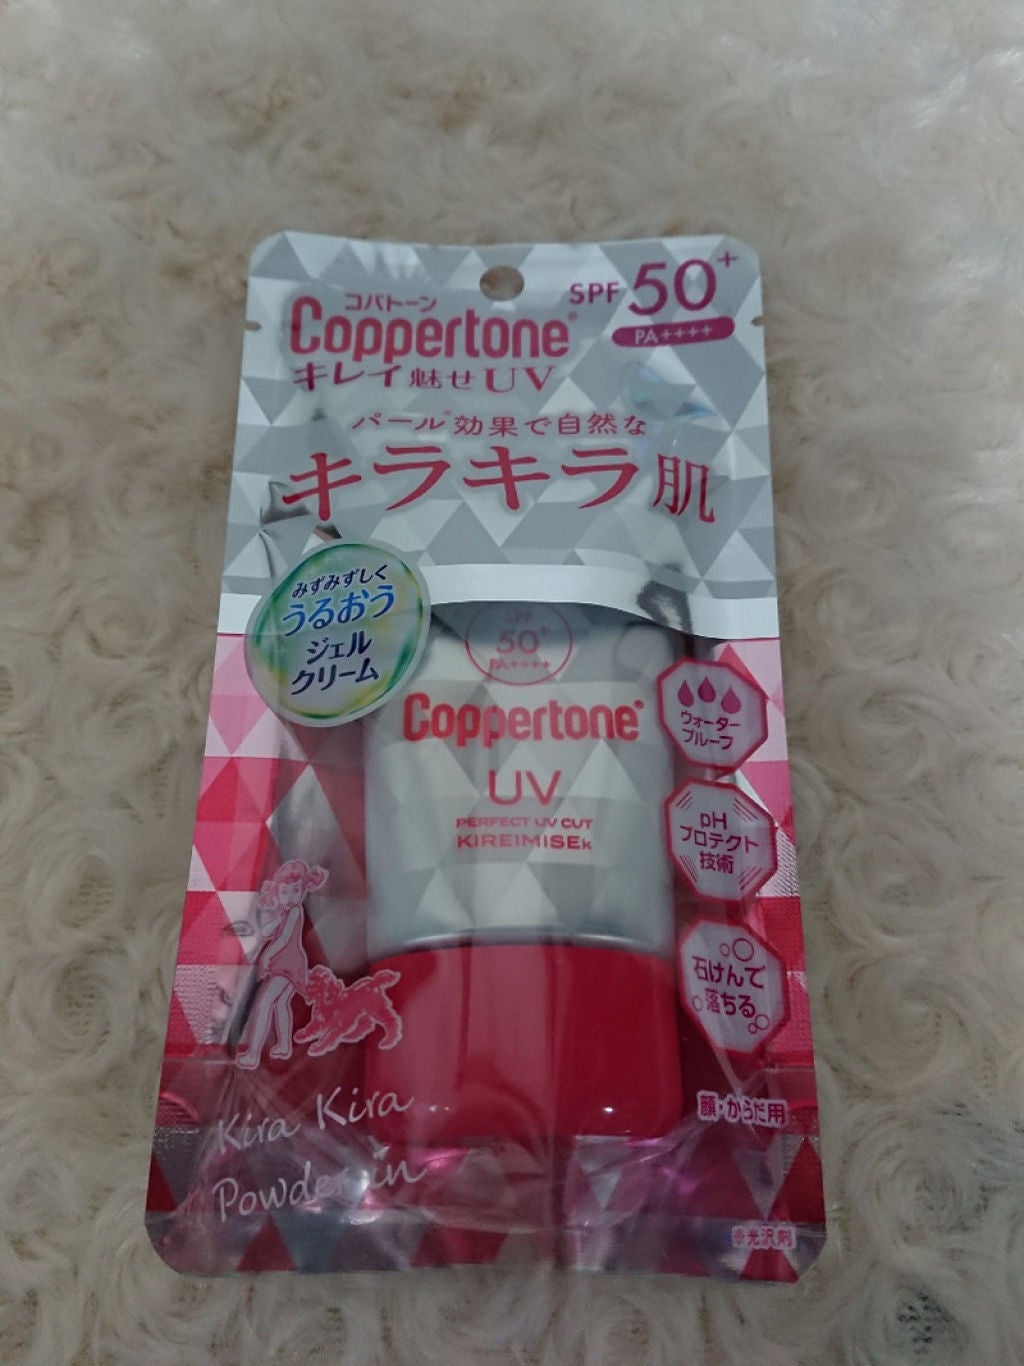 コパトーン
Coppertone®
キレイ魅せUV
SPF50+
PA++++
パール※効果で自然な
キラキラ肌
みずみずしく
うるおう
ジェル
クリーム
SPF
50+
PA++++
Coppertone®
UV
PERFECT UV CUT
KIREIMISEk
ウォーター
プルーフ
pH
プロテクト
技術
石けんで
落ちる
Kira Kira
Powder in
顔・からだ用
※光沢剤